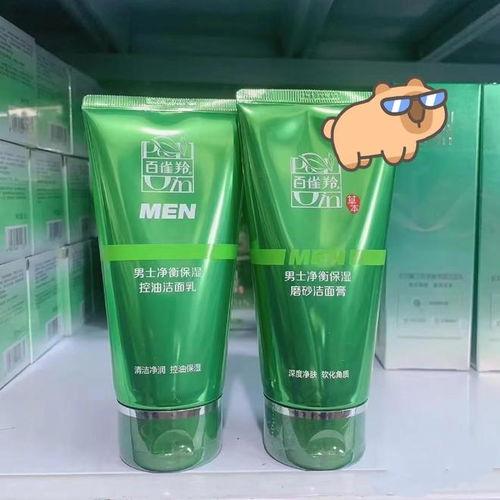 百雀羚
MEN
男士净衡保湿
控油洁面乳
清洁净润 控油保湿
百雀羚
草本
MEN
男士净衡保湿
磨砂洁面膏
深度净肤 软化角质